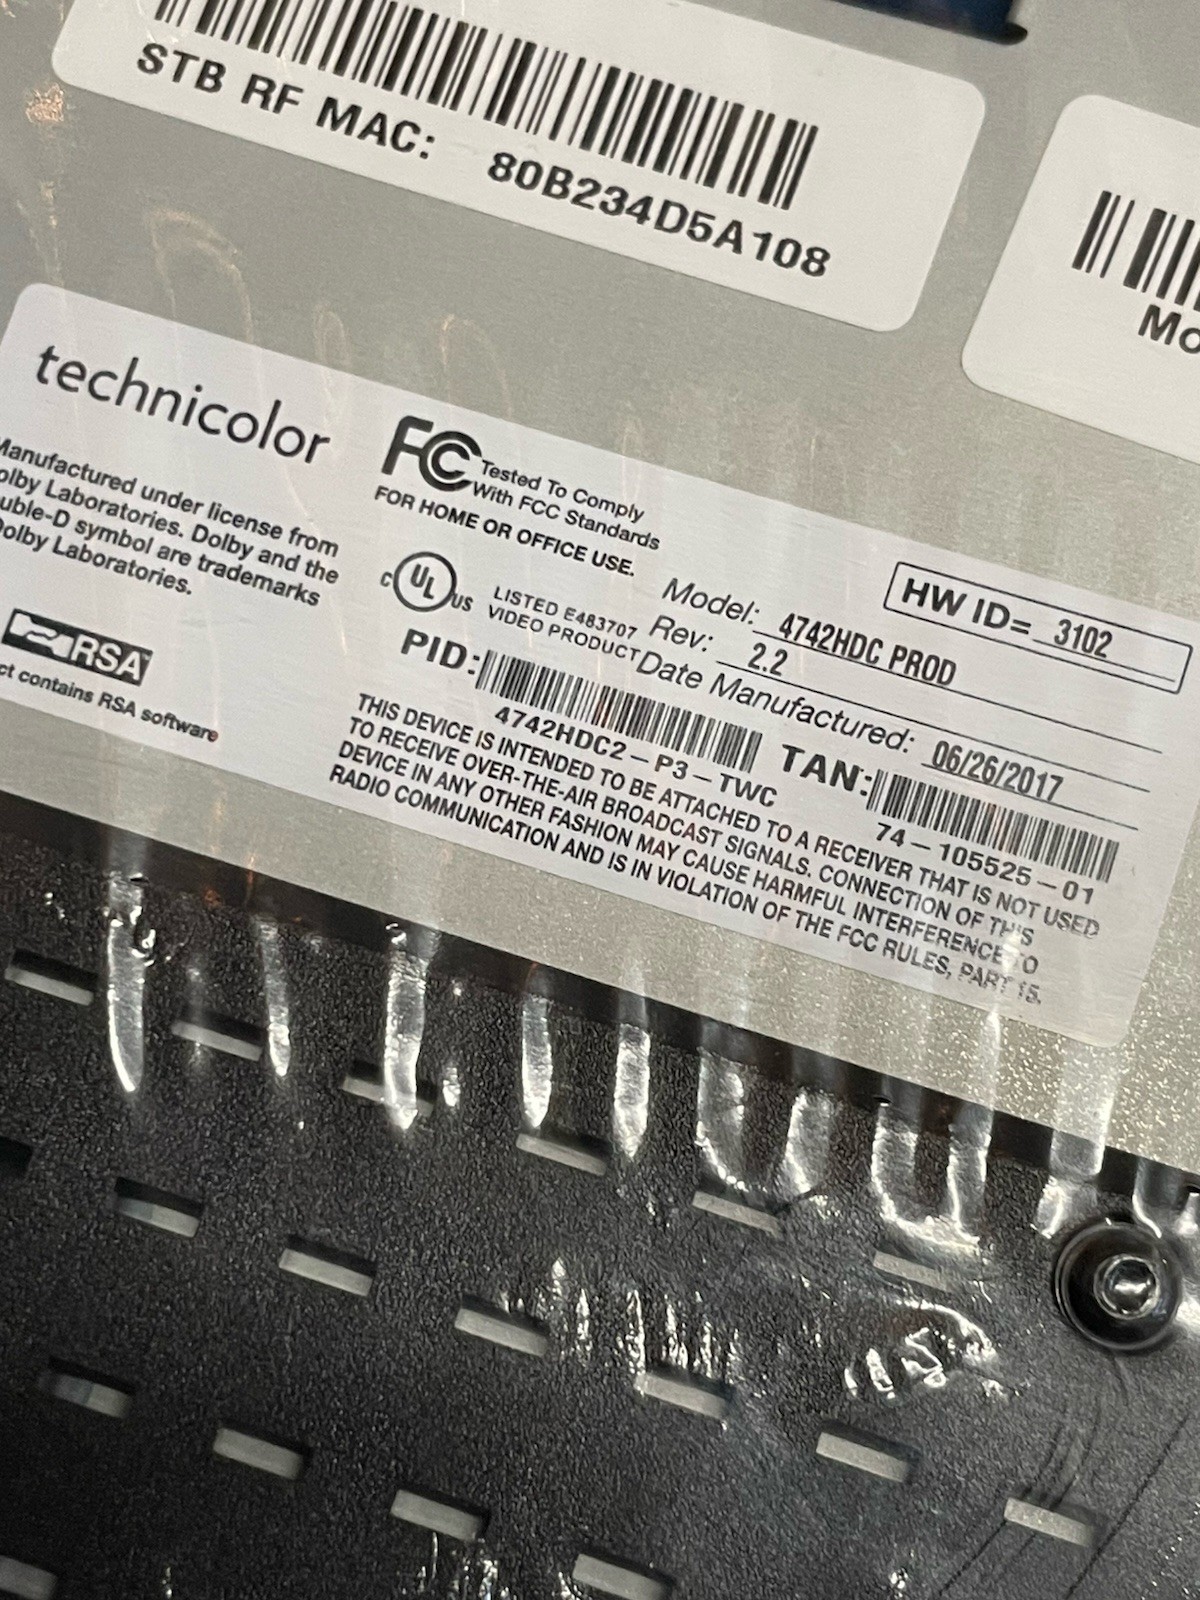 STB RF MAC: 80B234D5A108
technicolor
Manufactured under license from
Dolby Laboratories. Dolby and the
double-D symbol are trademarks
Dolby Laboratories.
RSA
contains RSA software
FC Tested To Comply
With FCC Standards
FOR HOME OR OFFICE USE.
C UL US LISTED E483707
VIDEO PRODUCT
HW ID= 3102
Model: 4742HDC PROD
Rev: 2.2
Date Manufactured: 06/26/2017
PID:
4742HDC2-P3-TWC
TAN:
74-105525-01
THIS DEVICE IS INTENDED TO BE ATTACHED TO A RECEIVER THAT IS NOT USED
TO RECEIVE OVER-THE-AIR BROADCAST SIGNALS. CONNECTION OF THIS
DEVICE IN ANY OTHER FASHION MAY CAUSE HARMFUL INTERFERENCE TO
RADIO COMMUNICATION AND IS IN VIOLATION OF THE FCC RULES, PART 15.